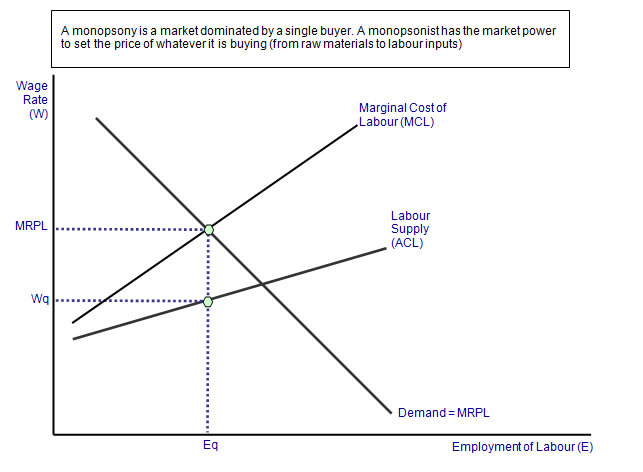 A monopsony is a market dominated by a single buyer. A monopsonist has the market power
to set the price of whatever it is buying (from raw materials to labour inputs)
Wage
Rate
(W)
Marginal Cost of
Labour (MCL)
Labour
Supply
(ACL)
MRPL
Wq
Demand = MRPL
Eq
Employment of Labour (E)